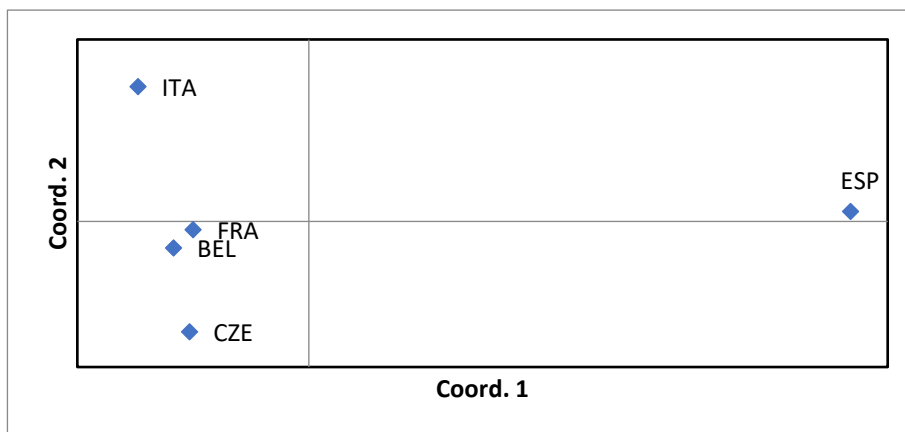 ITA
ESP
Coord. 2
FRA
BEL
CZE
Coord. 1